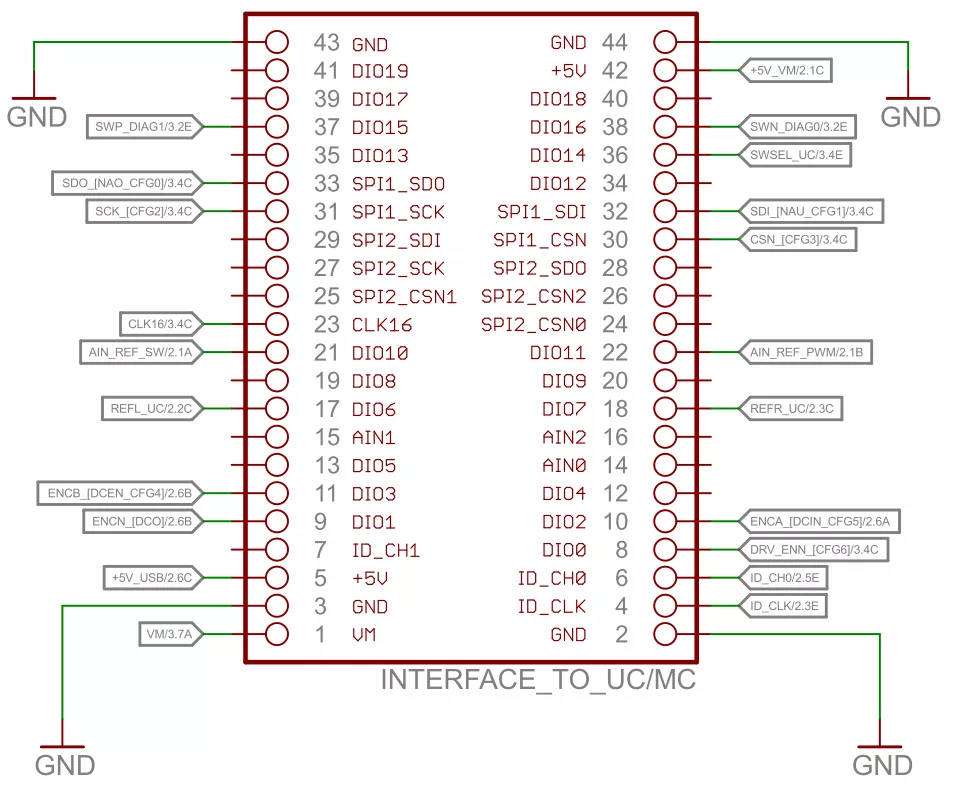 43 GND GND 44
41 DIO19 +5V 42 +5V_VM/2.1C
39 DIO17 DIO18 40
GND GND
SWP_DIAG1/3.2E 37 DIO15 DIO16 38 SWN_DIAG0/3.2E
35 DIO13 DIO14 36 SWSEL_UC/3.4E
SDO_[NAO_CFG0]/3.4C 33 SPI1_SDO DIO12 34
SCK_[CFG2]/3.4C 31 SPI1_SCK SPI1_SDI 32 SDI_[NAU_CFG1]/3.4C
29 SPI2_SDI SPI1_CSN 30 CSN_[CFG3]/3.4C
27 SPI2_SCK SPI2_SDO 28
25 SPI2_CSN1 SPI2_CSN2 26
CLK16/3.4C 23 CLK16 SPI2_CSN0 24
AIN_REF_SW/2.1A 21 DIO10 DIO11 22 AIN_REF_PWM/2.1B
19 DIO8 DIO9 20
REFL_UC/2.2C 17 DIO6 DIO7 18 REFR_UC/2.3C
15 AIN1 AIN2 16
13 DIO5 AIN0 14
ENCB_[DCEN_CFG4]/2.6B 11 DIO3 DIO4 12
ENCN_[DCO]/2.6B 9 DIO1 DIO2 10 ENCA_[DCIN_CFG5]/2.6A
7 ID_CH1 DIO0 8 DRV_ENN_[CFG6]/3.4C
+5V_USB/2.6C 5 +5V ID_CH0 6 ID_CH0/2.5E
3 GND ID_CLK 4 ID_CLK/2.3E
VM/3.7A 1 VM GND 2
INTERFACE_TO_UC/MC
GND GND